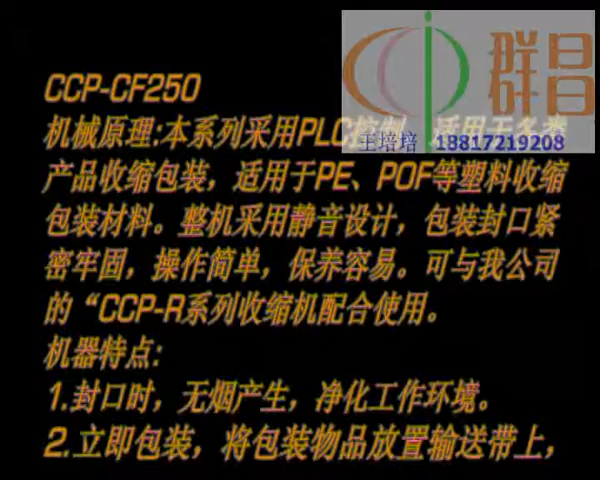 CCP-CF250
群昌
机械原理:本系列采用PLC控制，适用于各类
王培培 18817219208
产品收缩包装，适用于PE、POF等塑料收缩
包装材料。整机采用静音设计，包装封口紧
密牢固，操作简单，保养容易。可与我公司
的“CCP-R系列收缩机配合使用。
机器特点:
1.封口时，无烟产生，净化工作环境。
2.立即包装，将包装物品放置输送带上，